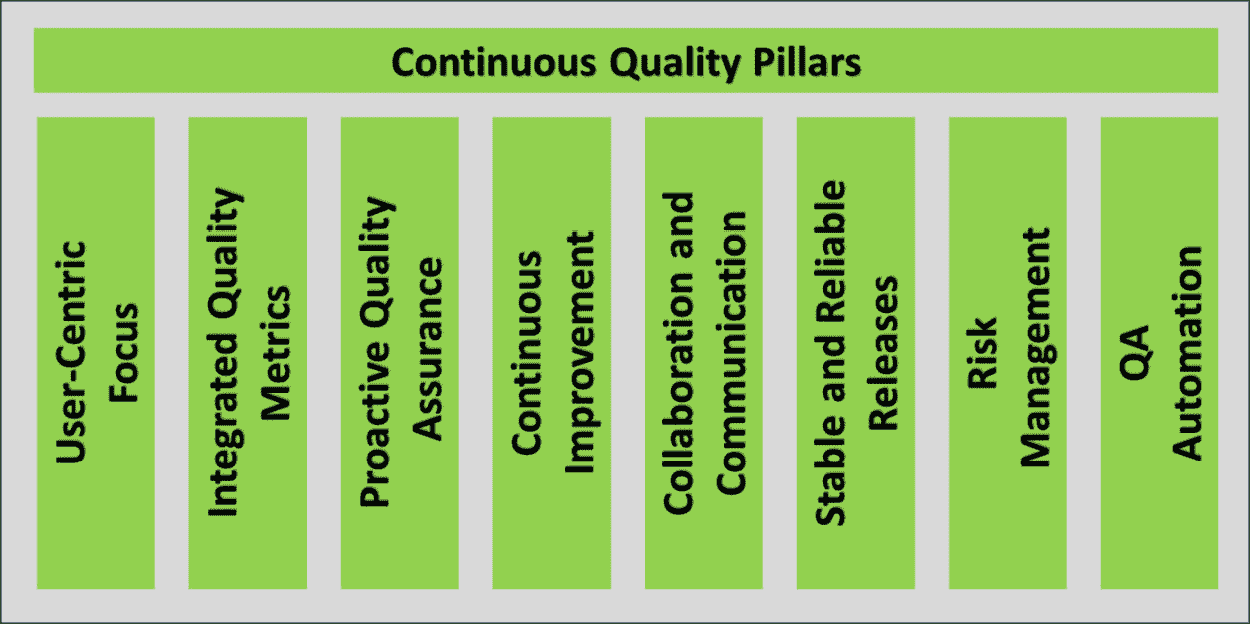 Continuous Quality Pillars
User-Centric
Focus
Integrated Quality
Metrics
Proactive Quality
Assurance
Continuous
Improvement
Collaboration and
Communication
Stable and Reliable
Releases
Risk
Management
QA
Automation